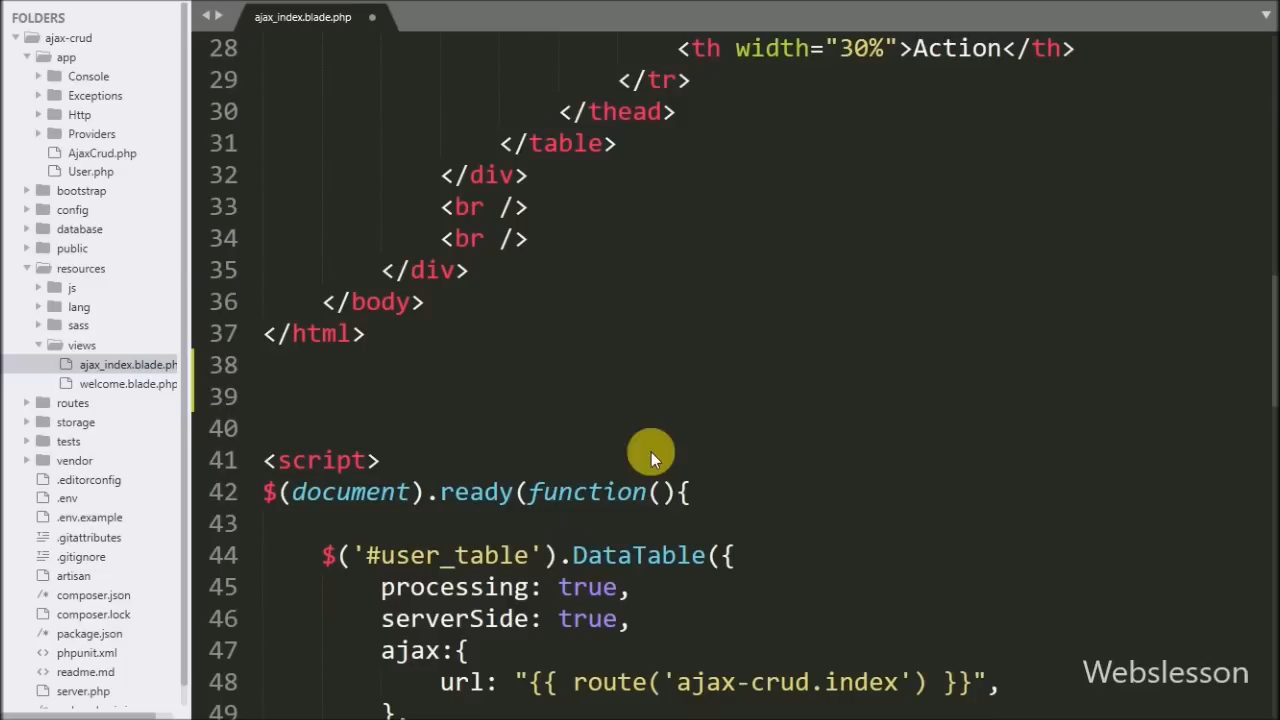 FOLDERS
ajax-crud
app
Console
Exceptions
Http
Providers
AjaxCrud.php
User.php
bootstrap
config
database
public
resources
js
lang
sass
views
ajax_index.blade.ph
welcome.blade.php
routes
storage
tests
vendor
.editorconfig
.env
.env.example
.gitattributes
.gitignore
artisan
composer.json
composer.lock
package.json
phpunit.xml
readme.md
server.php
ajax_index.blade.php
28 <th width="30%">Action</th>
29 </tr>
30 </thead>
31 </table>
32 </div>
33 <br />
34 <br />
35 </div>
36 </body>
37 </html>
38
39
40
41 <script>
42 $(document).ready(function(){
43
44 $('#user_table').DataTable({
45 processing: true,
46 serverSide: true,
47 ajax:{
48 url: "{{ route('ajax-crud.index') }}",
49 },
Webslesson